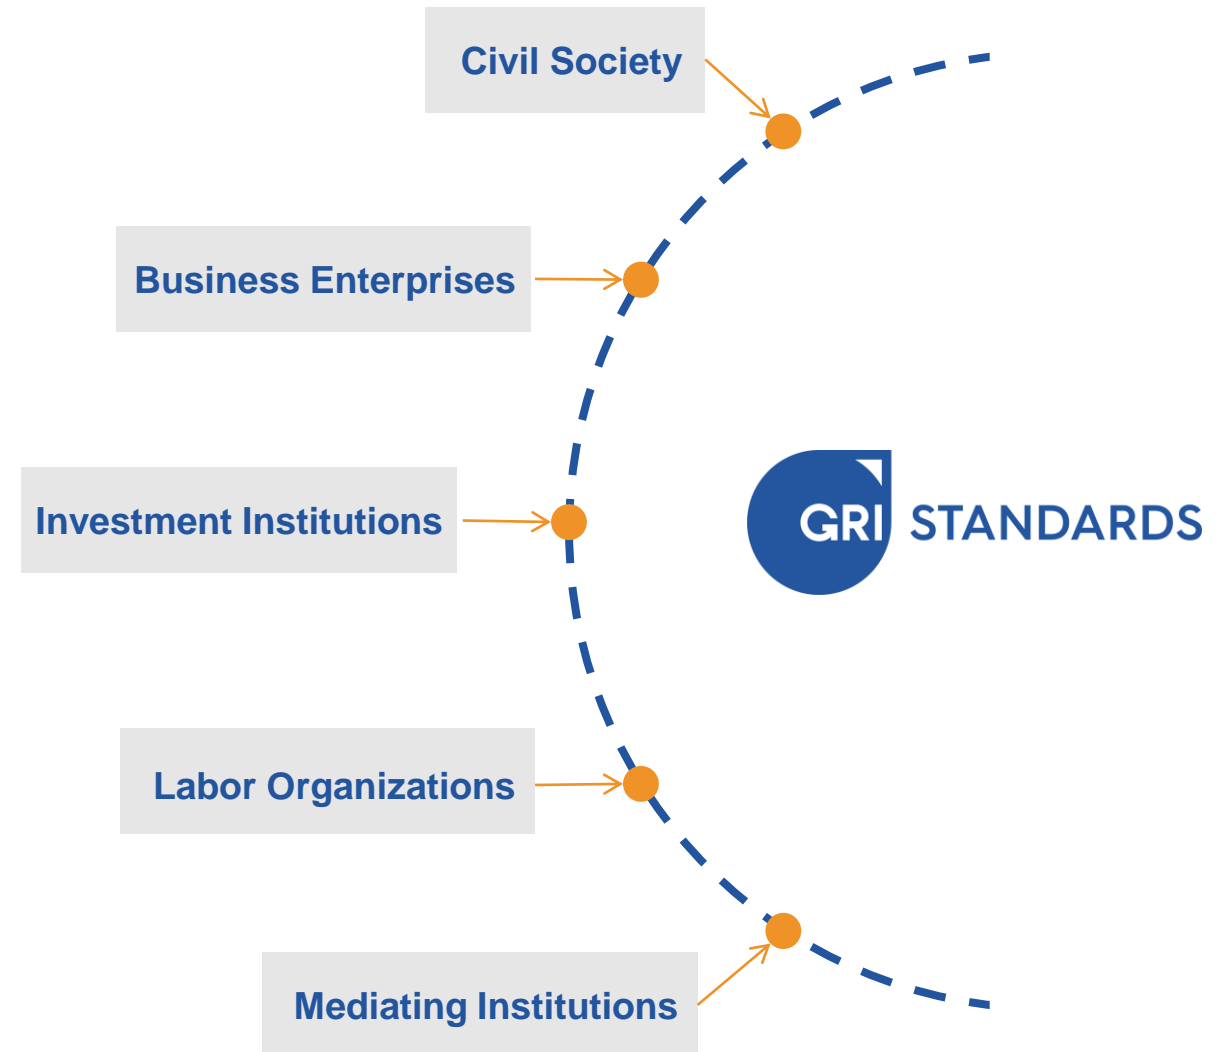 Civil Society
Business Enterprises
Investment Institutions
GRI STANDARDS
Labor Organizations
Mediating Institutions